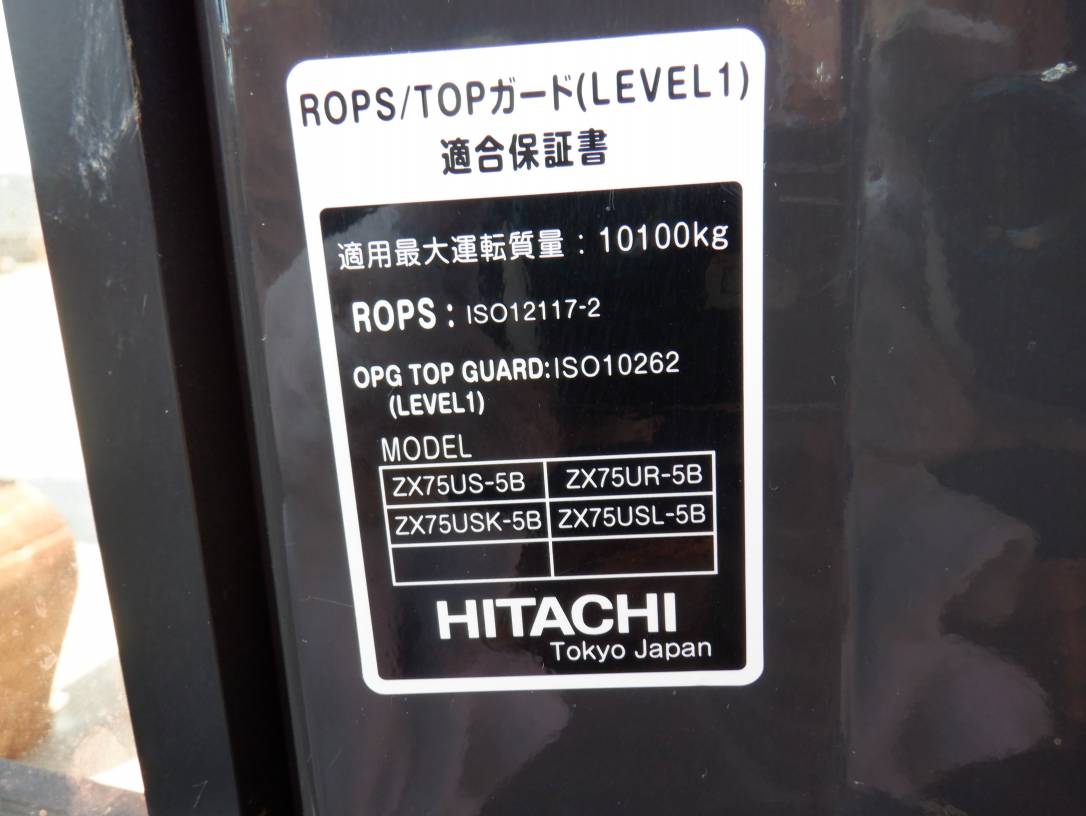 ROPS/TOPガード(LEVEL1)
適合保証書
適用最大運転質量 : 10100kg
ROPS : ISO12117-2
OPG TOP GUARD:ISO10262
(LEVEL1)
MODEL
ZX75US-5B ZX75UR-5B
ZX75USK-5B ZX75USL-5B
HITACHI
Tokyo Japan